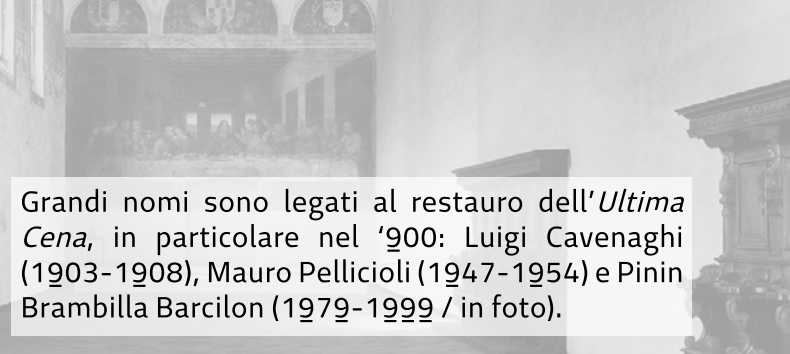 Grandi nomi sono legati al restauro dell’Ultima
Cena, in particolare nel ‘900: Luigi Cavenaghi
(1903-1908), Mauro Pellicioli (1947-1954) e Pinin
Brambilla Barcilon (1979-1999 / in foto).